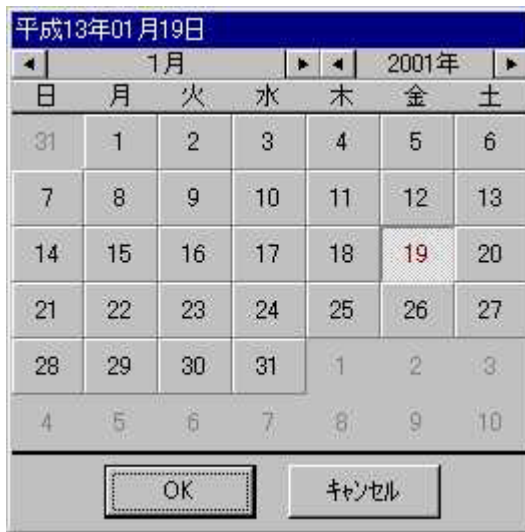 平成13年01月19日
◄ 1月 ► ◄ 2001年 ►
日 月 火 水 木 金 土
31 1 2 3 4 5 6
7 8 9 10 11 12 13
14 15 16 17 18 19 20
21 22 23 24 25 26 27
28 29 30 31 1 2 3
4 5 6 7 8 9 10
OK ｷｬﾝｾﾙ